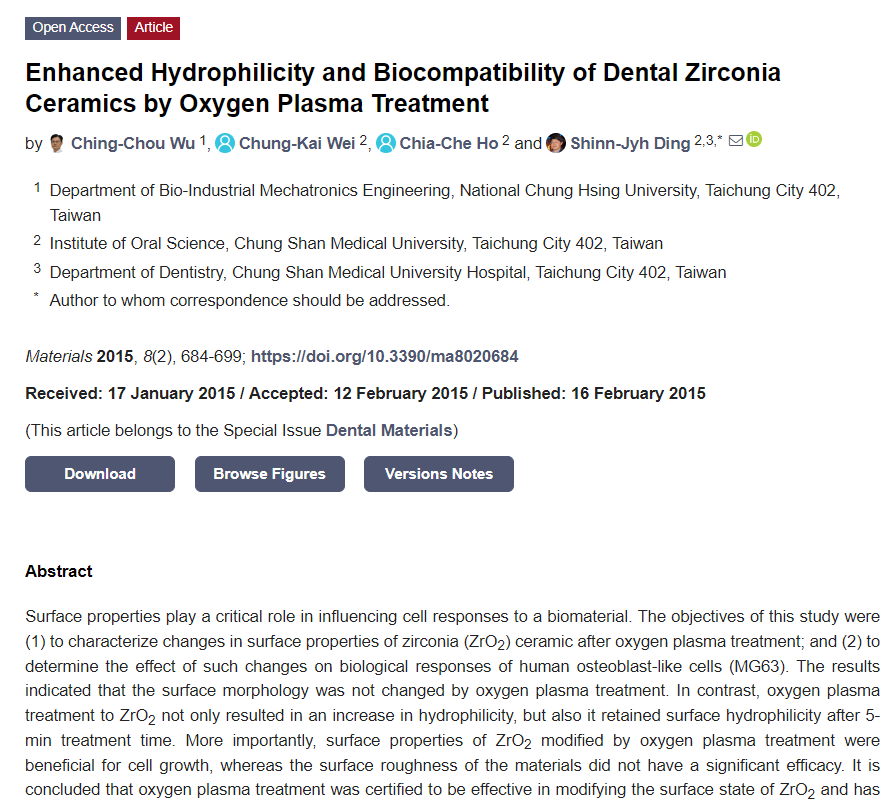 Open Access Article
Enhanced Hydrophilicity and Biocompatibility of Dental Zirconia
Ceramics by Oxygen Plasma Treatment
by Ching-Chou Wu 1, Chung-Kai Wei 2, Chia-Che Ho 2 and Shinn-Jyh Ding 2,3,* iD
1 Department of Bio-Industrial Mechatronics Engineering, National Chung Hsing University, Taichung City 402,
Taiwan
2 Institute of Oral Science, Chung Shan Medical University, Taichung City 402, Taiwan
3 Department of Dentistry, Chung Shan Medical University Hospital, Taichung City 402, Taiwan
* Author to whom correspondence should be addressed.
Materials 2015, 8(2), 684-699; https://doi.org/10.3390/ma8020684
Received: 17 January 2015 / Accepted: 12 February 2015 / Published: 16 February 2015
(This article belongs to the Special Issue Dental Materials)
Download Browse Figures Versions Notes
Abstract
Surface properties play a critical role in influencing cell responses to a biomaterial. The objectives of this study were
(1) to characterize changes in surface properties of zirconia (ZrO2) ceramic after oxygen plasma treatment; and (2) to
determine the effect of such changes on biological responses of human osteoblast-like cells (MG63). The results
indicated that the surface morphology was not changed by oxygen plasma treatment. In contrast, oxygen plasma
treatment to ZrO2 not only resulted in an increase in hydrophilicity, but also it retained surface hydrophilicity after 5-
min treatment time. More importantly, surface properties of ZrO2 modified by oxygen plasma treatment were
beneficial for cell growth, whereas the surface roughness of the materials did not have a significant efficacy. It is
concluded that oxygen plasma treatment was certified to be effective in modifying the surface state of ZrO2 and has